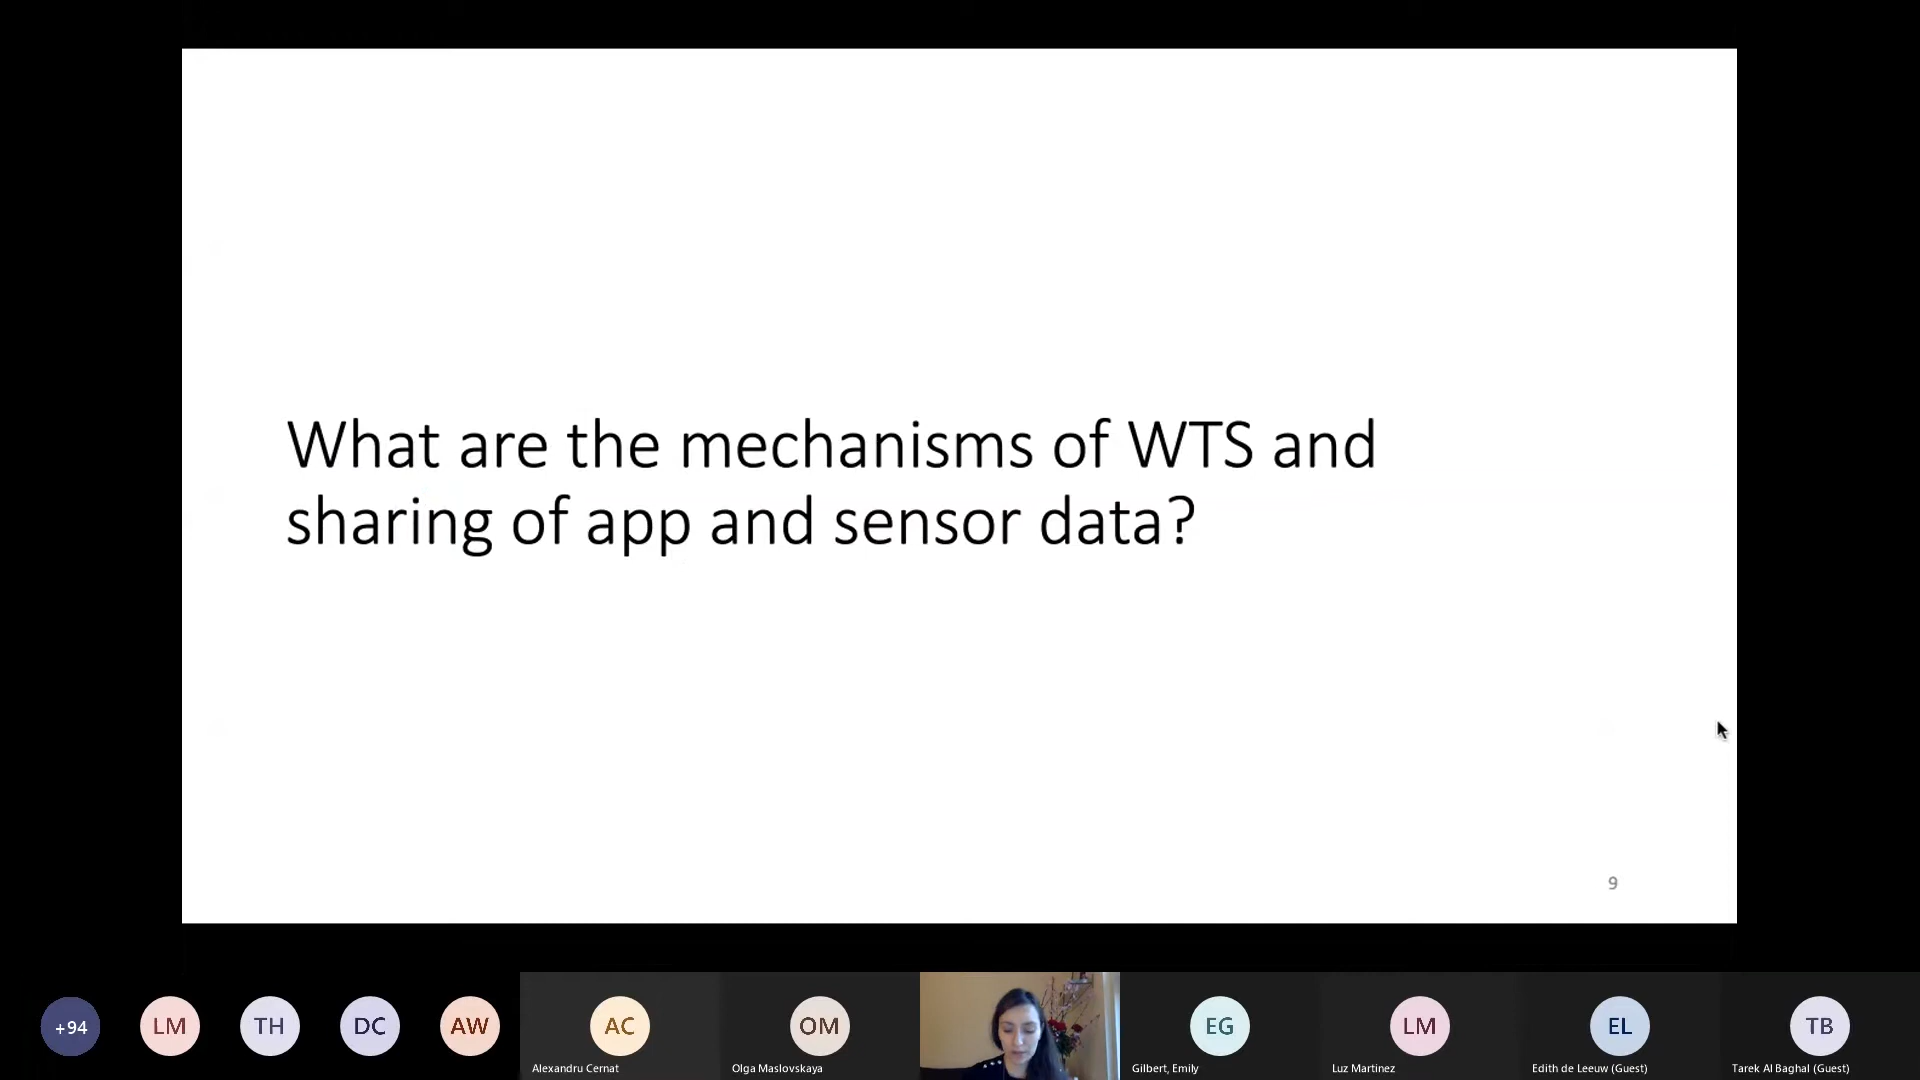 What are the mechanisms of WTS and
sharing of app and sensor data?
9
+94
LM
TH
DC
AW
AC
OM
EG
LM
EL
TB
Alexandru Cernat
Olga Maslovskaya
Gilbert, Emily
Luz Martinez
Edith de Leeuw (Guest)
Tarek Al Baghal (Guest)